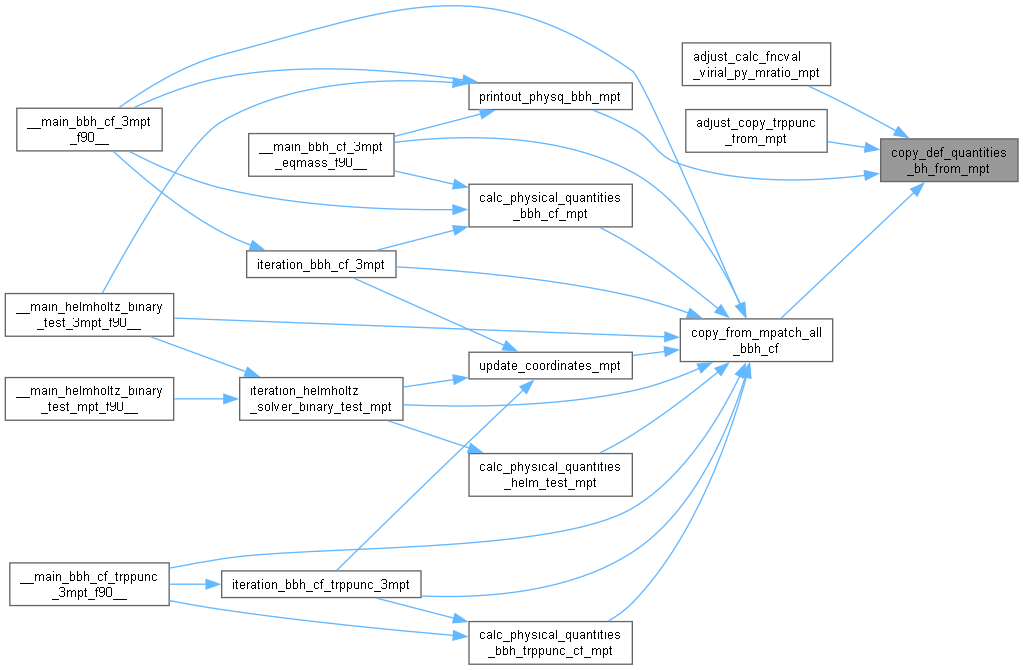 adjust_calc_fncval
_virial_py_mratio_mpt
printout_physq_bbh_mpt
__main_bbh_cf_3mpt
_f90__
adjust_copy_trppunc
_from_mpt
__main_bbh_cf_3mpt
_eqmass_f90__
copy_def_quantities
_bh_from_mpt
calc_physical_quantities
_bbh_cf_mpt
iteration_bbh_cf_3mpt
__main_helmholtz_binary
_test_3mpt_f90__
copy_from_mpatch_all
_bbh_cf
update_coordinates_mpt
__main_helmholtz_binary
_test_mpt_f90__
iteration_helmholtz
_solver_binary_test_mpt
calc_physical_quantities
_helm_test_mpt
__main_bbh_cf_trppunc
_3mpt_f90__
iteration_bbh_cf_trppunc_3mpt
calc_physical_quantities
_bbh_trppunc_cf_mpt